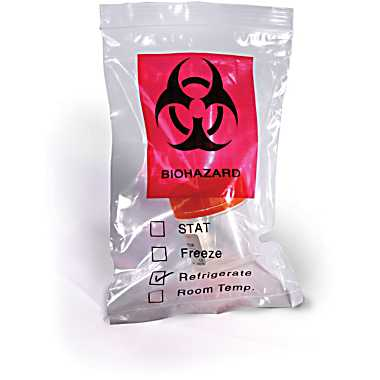 BIOHAZARD
STAT
Freeze
Refrigerate
Room Temp.